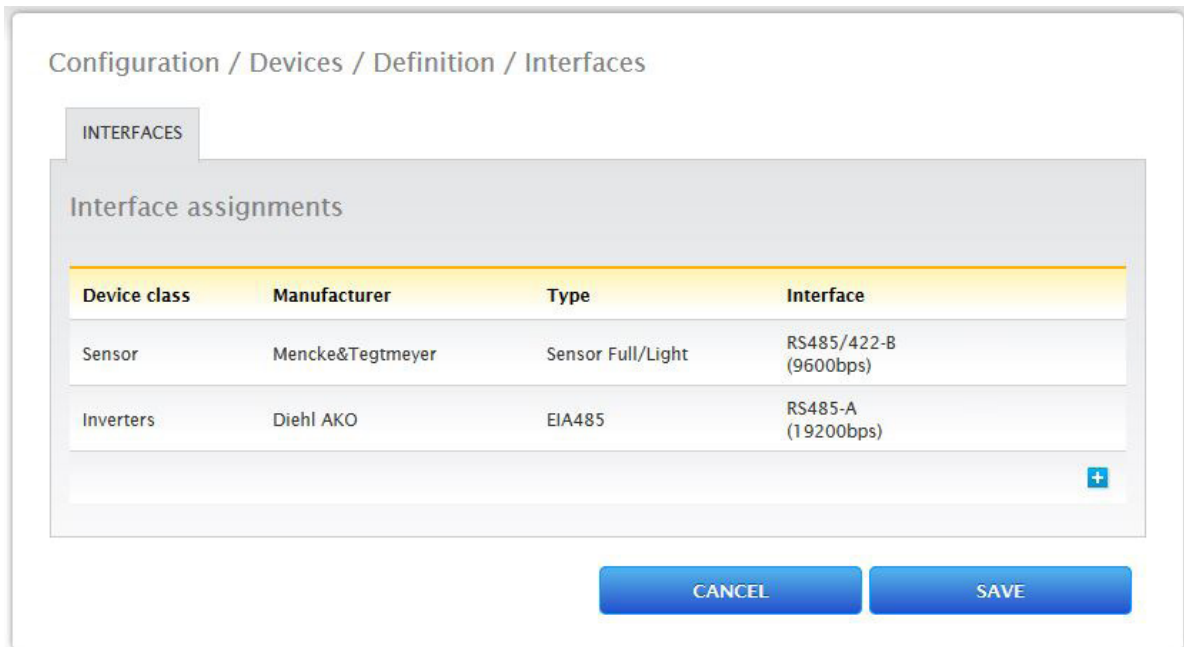 Configuration / Devices / Definition / Interfaces
INTERFACES
Interface assignments
Device class Manufacturer Type Interface
Sensor Mencke&Tegtmeyer Sensor Full/Light RS485/422-B
(9600bps)
Inverters Diehl AKO EIA485 RS485-A
(19200bps)
CANCEL SAVE